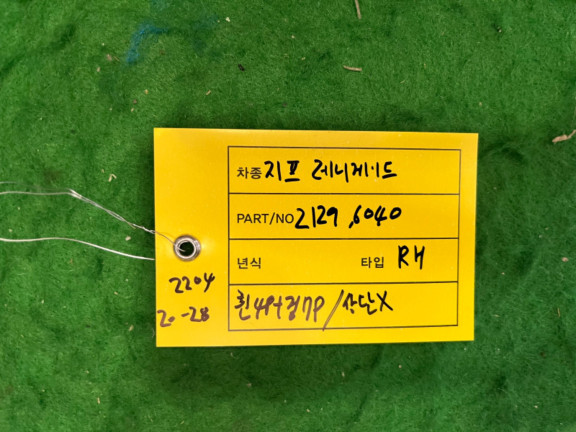 차종 지프 레니게이드
PART/NO 2129, 6040
년식 타입 RH
흰4P+검7P/상단X
2204
20-28